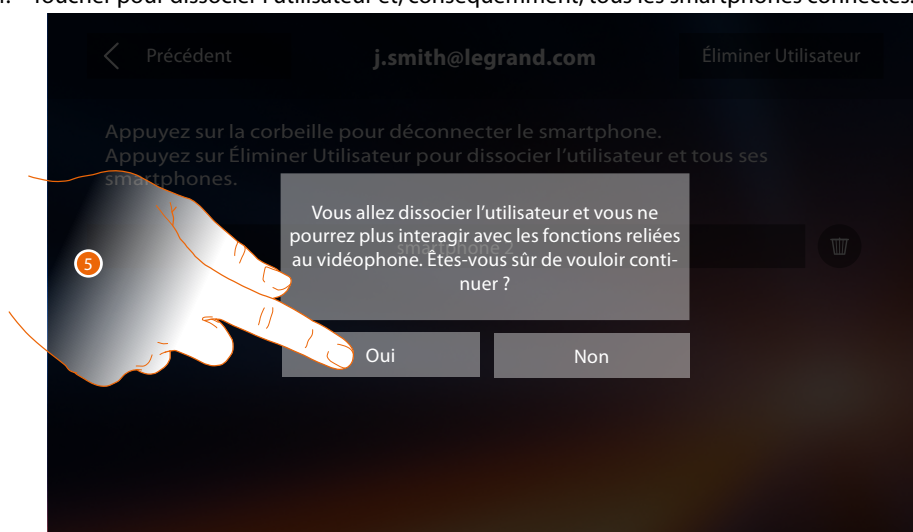 Toucher pour dissocier l'utilisateur et, conséquemment, tous les smartphones connectés.
Précédent
j.smith@legrand.com
Éliminer Utilisateur
Appuyez sur la corbeille pour déconnecter le smartphone.
Appuyez sur Éliminer Utilisateur pour dissocier l'utilisateur et tous ses
smartphones.
Vous allez dissocier l'utilisateur et vous ne
pourrez plus interagir avec les fonctions reliées
smartphone 2
au vidéophone. Êtes-vous sûr de vouloir conti-
nuer ?
5
Oui
Non